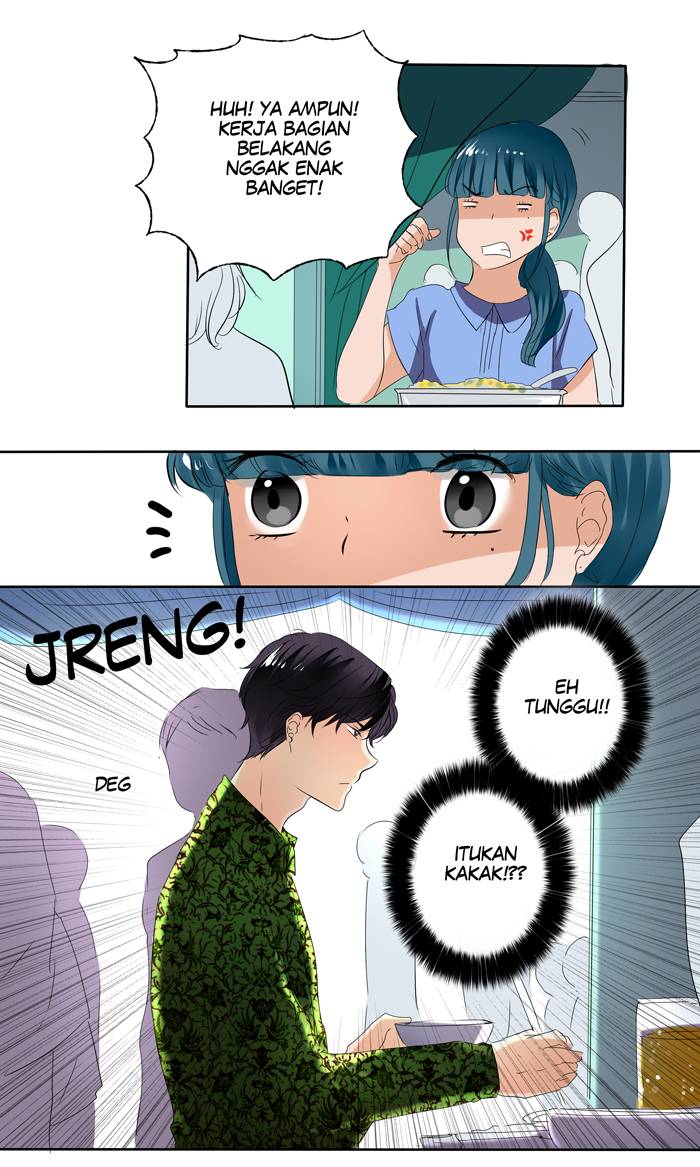 HUH! YA AMPUN!
KERJA BAGIAN
BELAKANG
NGGAK ENAK
BANGET!
JRENG!
EH
TUNGGU!!
DEG
ITUKAN
KAKAK!??